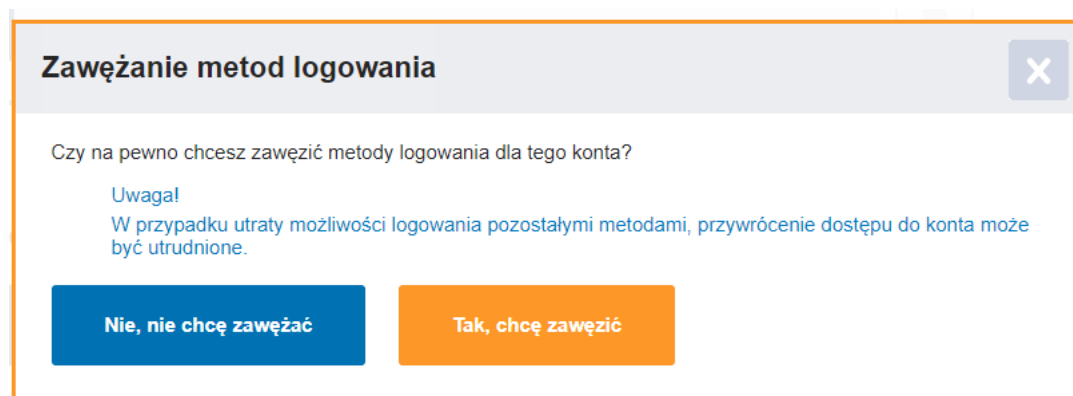 Zawężanie metod logowania
Czy na pewno chcesz zawęzić metody logowania dla tego konta?
Uwaga!
W przypadku utraty możliwości logowania pozostałymi metodami, przywrócenie dostępu do konta może
być utrudnione.
Nie, nie chcę zawężać
Tak, chcę zawęzić